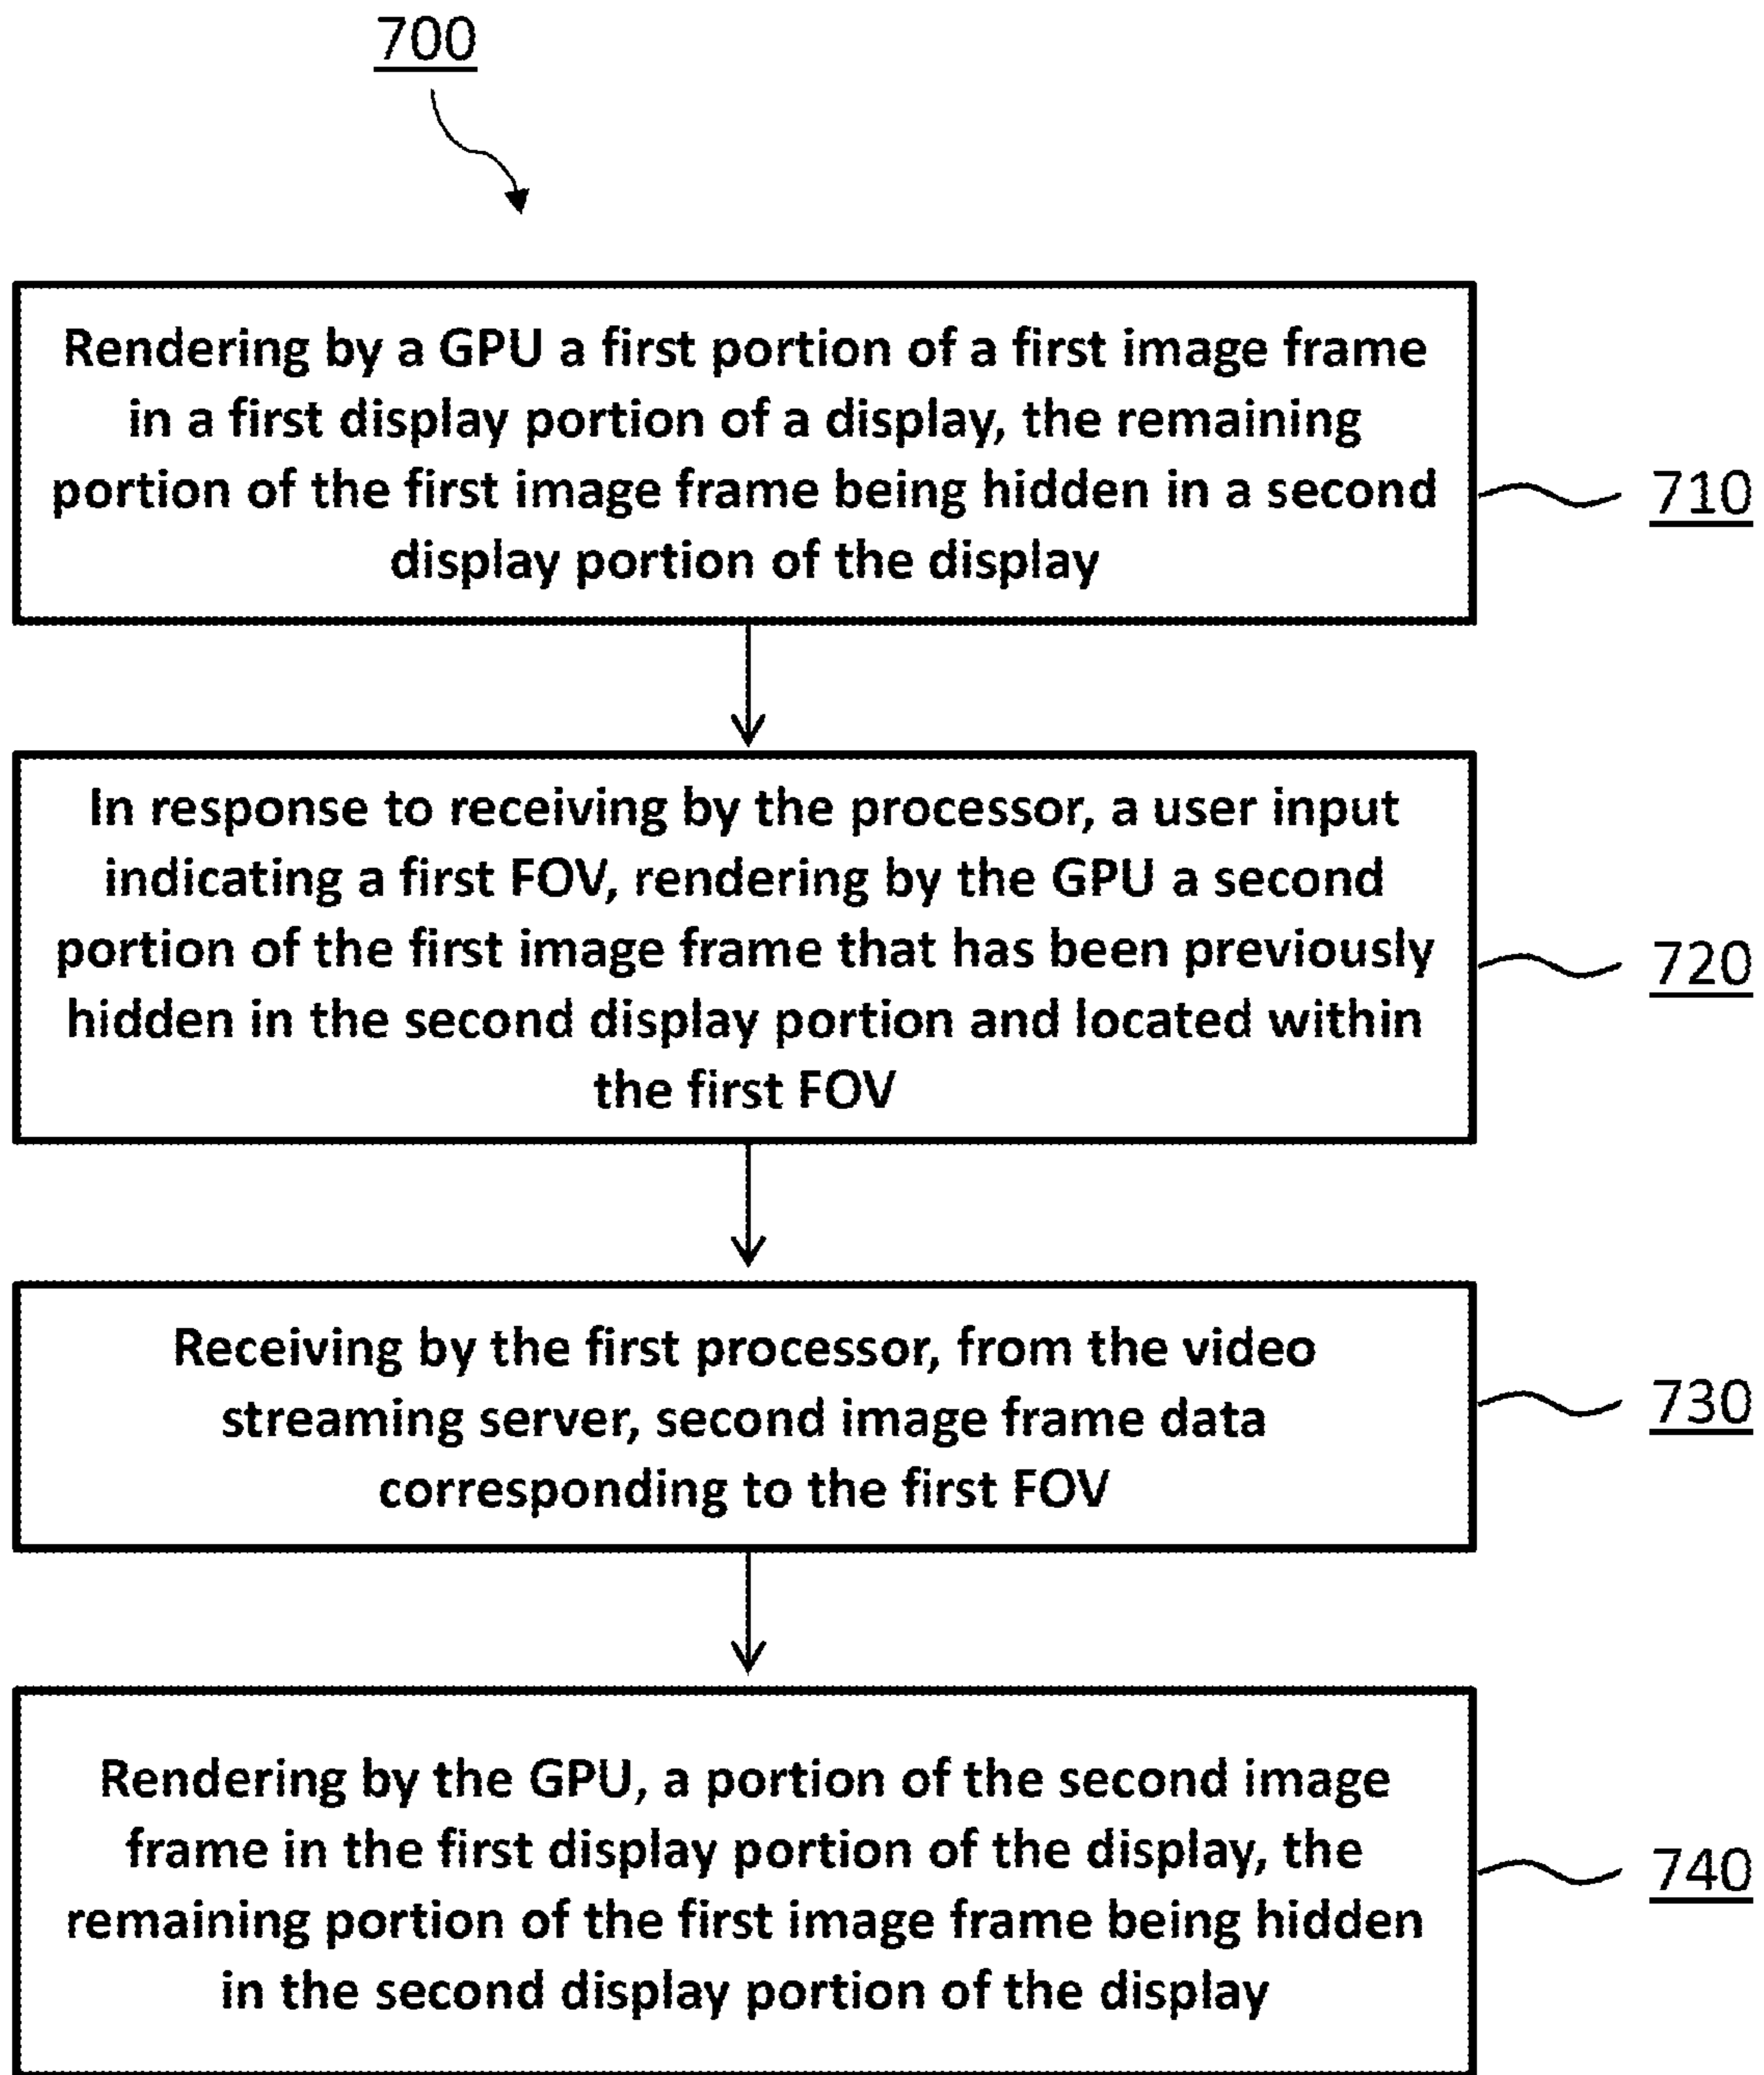 700
Rendering by a GPU a first portion of a first image frame
in a first display portion of a display, the remaining
portion of the first image frame being hidden in a second
display portion of the display
710
In response to receiving by the processor, a user input
indicating a first FOV, rendering by the GPU a second
portion of the first image frame that has been previously
hidden in the second display portion and located within
the first FOV
720
Receiving by the first processor, from the video
streaming server, second image frame data
corresponding to the first FOV
730
Rendering by the GPU, a portion of the second image
frame in the first display portion of the display, the
remaining portion of the first image frame being hidden
in the second display portion of the display
740